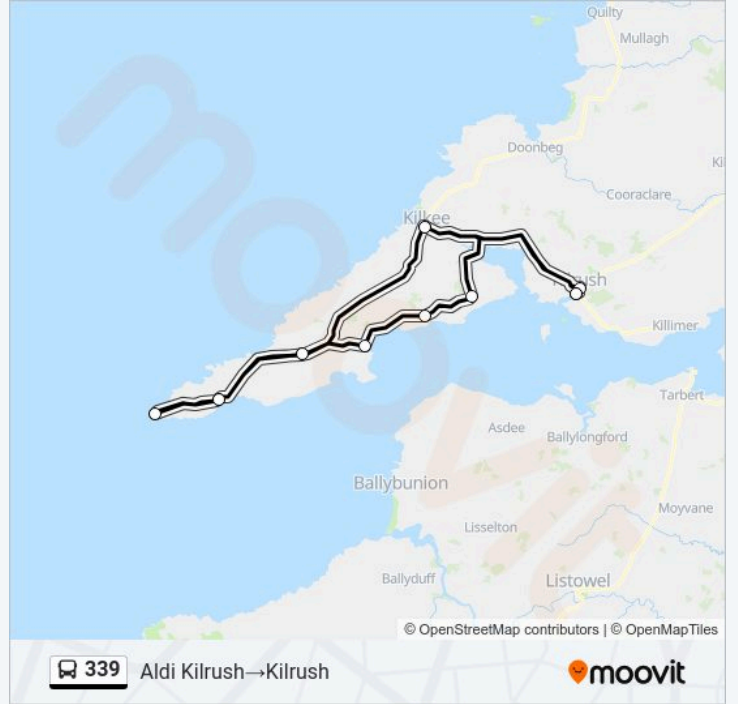 Quilty
Mullagh
Doonbeg
Cooraclare
Kilkee
Killimer
Tarbert
Asdee
Ballylongford
Ballybunion
Moyvane
Lisselton
Ballyduff
Listowel
© OpenStreetMap contributors | © OpenMapTiles
339 Aldi Kilrush→Kilrush
moovit